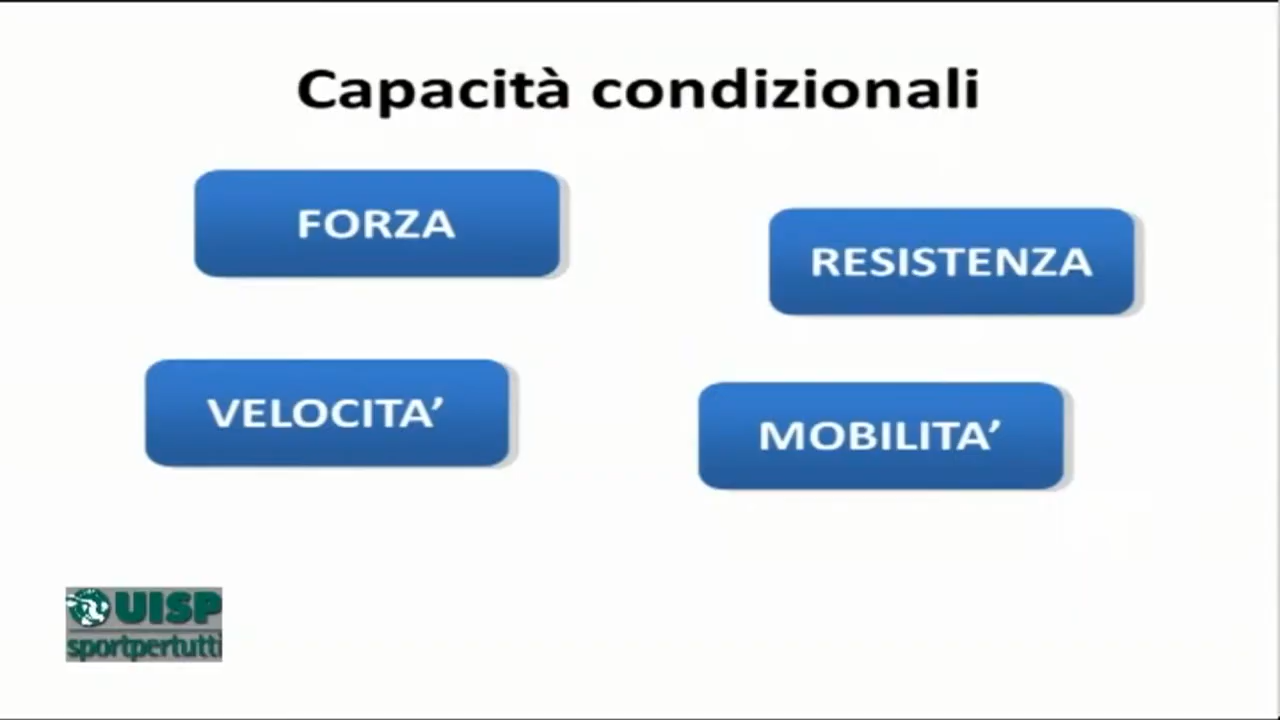 Capacità condizionali
FORZA
RESISTENZA
VELOCITA’
MOBILITA’
UISP
sportpertutti